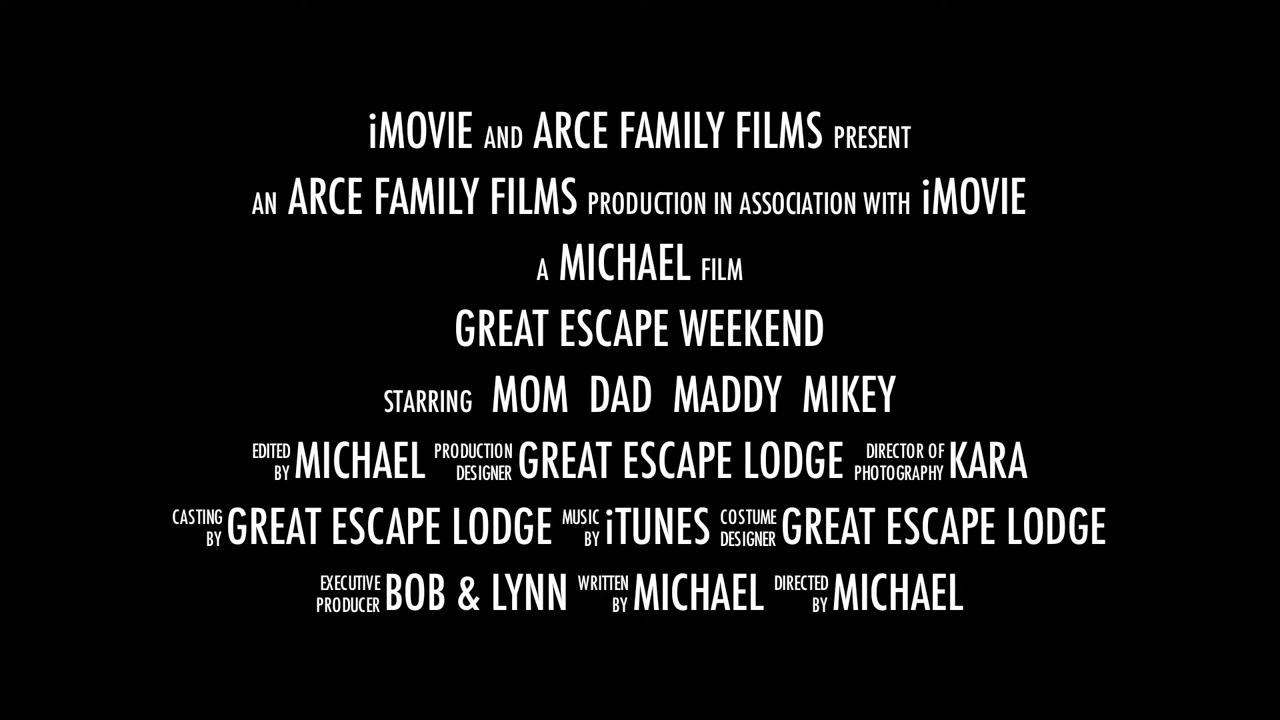 iMOVIE AND ARCE FAMILY FILMS PRESENT
AN ARCE FAMILY FILMS PRODUCTION IN ASSOCIATION WITH iMOVIE
A MICHAEL FILM
GREAT ESCAPE WEEKEND
STARRING MOM DAD MADDY MIKEY
EDITED BY MICHAEL PRODUCTION DESIGNER GREAT ESCAPE LODGE DIRECTOR OF PHOTOGRAPHY KARA
CASTING BY GREAT ESCAPE LODGE MUSIC BY iTUNES COSTUME DESIGNER GREAT ESCAPE LODGE
EXECUTIVE PRODUCER BOB & LYNN WRITTEN BY MICHAEL DIRECTED BY MICHAEL